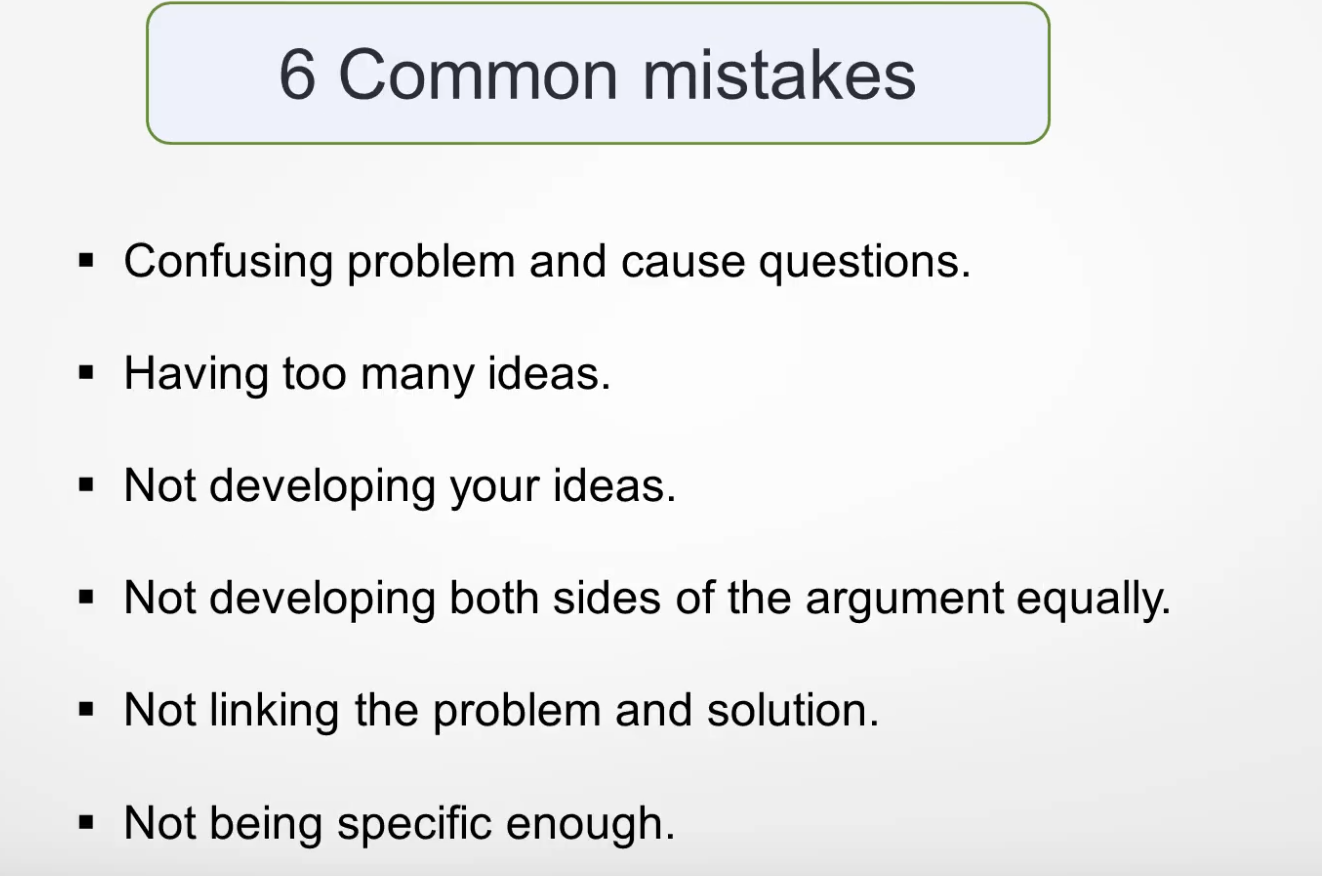 6 Common mistakes
▪ Confusing problem and cause questions.
▪ Having too many ideas.
▪ Not developing your ideas.
▪ Not developing both sides of the argument equally.
▪ Not linking the problem and solution.
▪ Not being specific enough.